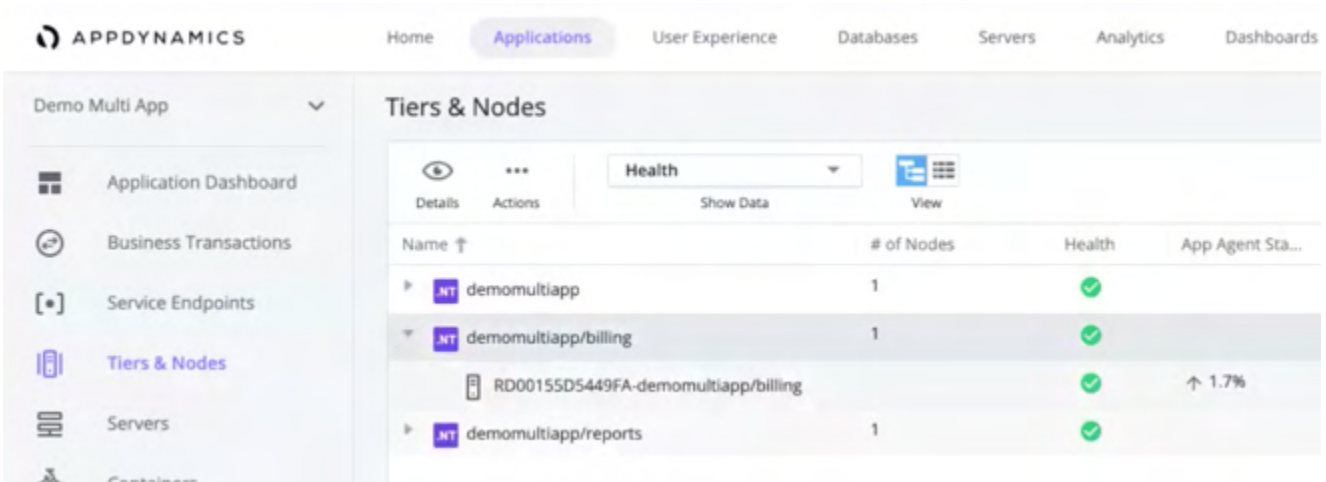 APPDYNAMICS Home Applications User Experience Databases Servers Analytics Dashboards
Demo Multi App
Application Dashboard
Business Transactions
Service Endpoints
Tiers & Nodes
Servers
Containers
Tiers & Nodes
Details Actions Health Show Data View
Name # of Nodes Health App Agent Sta...
.NT demomultiapp 1
.NT demomultiapp/billing 1
RD00155D5449FA-demomultiapp/billing 1.7%
.NT demomultiapp/reports 1